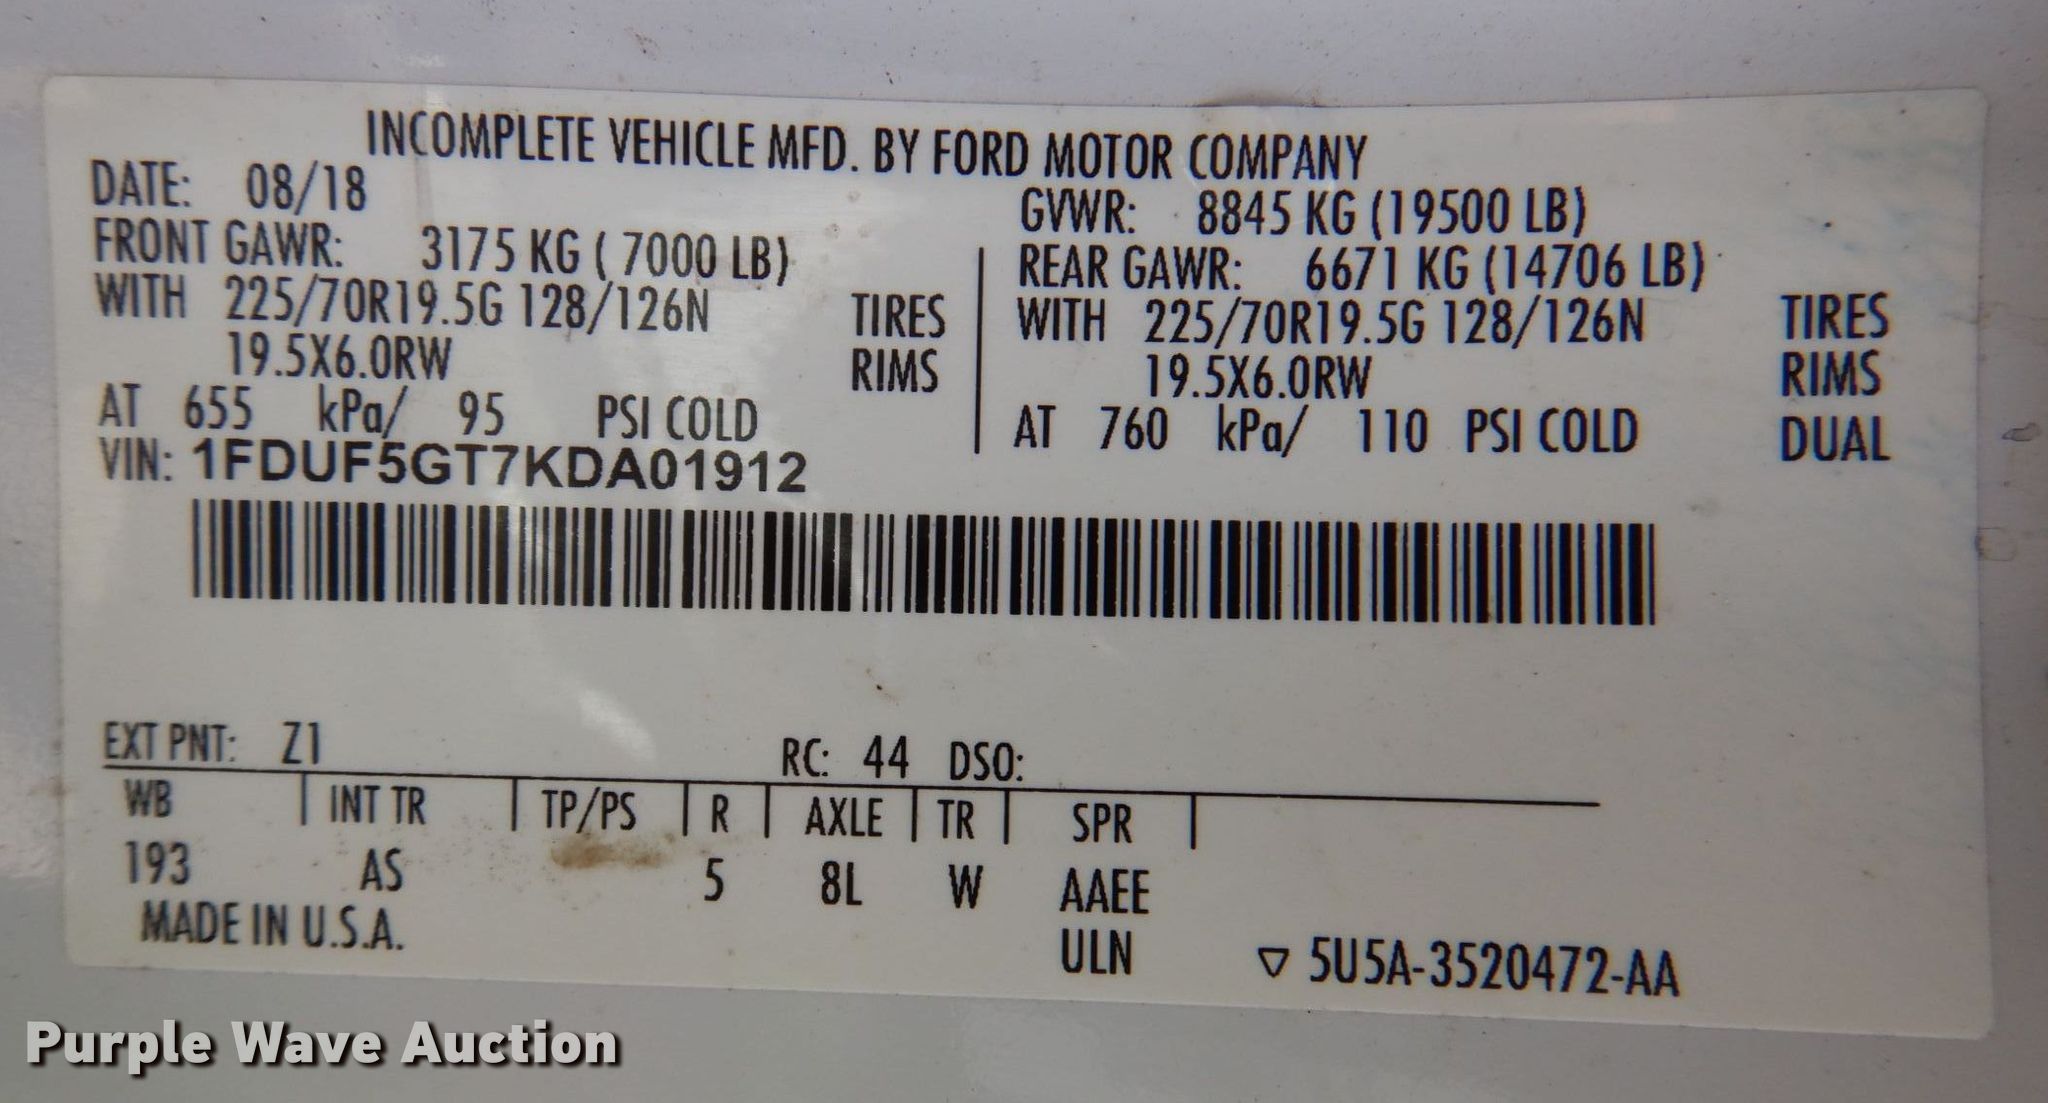 INCOMPLETE VEHICLE MFD. BY FORD MOTOR COMPANY
DATE: 08/18
GVWR: 8845 KG (19500 LB)
FRONT GAWR: 3175 KG ( 7000 LB)
REAR GAWR: 6671 KG (14706 LB)
WITH 225/70R19.5G 128/126N TIRES
WITH 225/70R19.5G 128/126N TIRES
19.5X6.0RW RIMS
19.5X6.0RW RIMS
AT 655 kPa/ 95 PSI COLD
AT 760 kPa/ 110 PSI COLD DUAL
VIN: 1FDUF5GT7KDA01912
EXT PNT: Z1 RC: 44 DSO:
WB | INT TR | TP/PS | R | AXLE | TR | SPR |
193 AS 5 8L W AAEE
MADE IN U.S.A. ULN ▽ 5U5A-3520472-AA
Purple Wave Auction